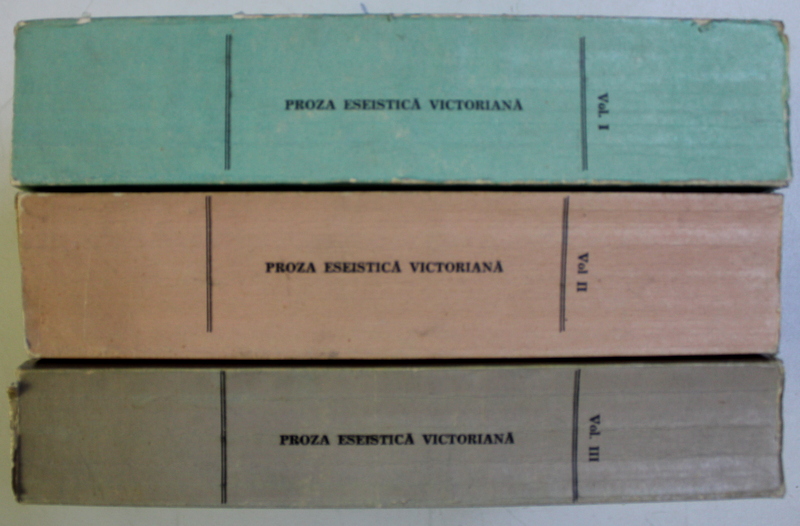 PROZA ESEISTICĂ VICTORIANĂ
Vol. I
PROZA ESEISTICĂ VICTORIANĂ
Vol II
PROZA ESEISTICĂ VICTORIANĂ
Vol. III